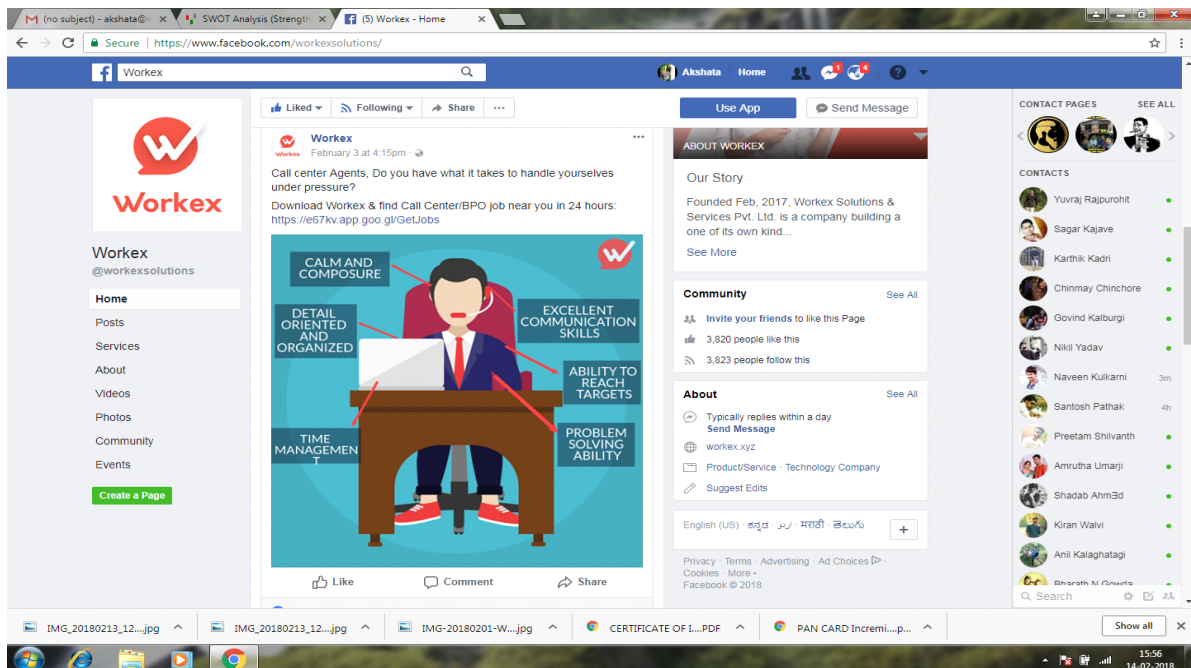 (no subject) - akshata@v
SWOT Analysis (Strength
(5) Workex - Home
Secure | https://www.facebook.com/workexsolutions/
Workex
Akshata
Home
1
4
Workex
Workex
@workexsolutions
Home
Posts
Services
About
Videos
Photos
Community
Events
Create a Page
Liked
Following
Share
Use App
Send Message
Workex
Workex
February 3 at 4:15pm ·
Call center Agents, Do you have what it takes to handle yourselves
under pressure?
Download Workex & find Call Center/BPO job near you in 24 hours:
https://e67kv.app.goo.gl/GetJobs
CALM AND
COMPOSURE
DETAIL
ORIENTED
AND
ORGANIZED
TIME
MANAGEMEN
T
EXCELLENT
COMMUNICATION
SKILLS
ABILITY TO
REACH
TARGETS
PROBLEM
SOLVING
ABILITY
Like
Comment
Share
ABOUT WORKEX
Our Story
Founded Feb, 2017, Workex Solutions &
Services Pvt. Ltd. is a company building a
one of its own kind...
See More
Community
See All
Invite your friends to like this Page
3,820 people like this
3,823 people follow this
About
See All
Typically replies within a day
Send Message
workex.xyz
Product/Service · Technology Company
Suggest Edits
English (US) · ಕನ್ನಡ · اردو · मराठी · తెలుగు
Privacy · Terms · Advertising · Ad Choices ·
Cookies · More
Facebook © 2018
CONTACT PAGES
SEE ALL
CONTACTS
Yuvraj Rajpurohit
Sagar Kajave
Karthik Kadri
Chinmay Chinchore
Govind Kalburgi
Nikil Yadav
Naveen Kulkarni 3m
Santosh Pathak 4h
Preetam Shilvanth
Amrutha Umarji
Shadab AhmƎd
Kiran Walvi
Anil Kalaghatagi
Bharath N Gowda
Search
IMG_20180213_12....jpg
IMG_20180213_12....jpg
IMG-20180201-W....jpg
CERTIFICATE OF I....PDF
PAN CARD Incremi....p...
Show all
15:56
14-02-2018